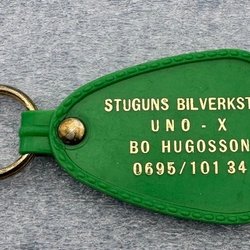 STUGUNS BILVERKST
UNO-X
BO HUGOSSON
0695/101 34